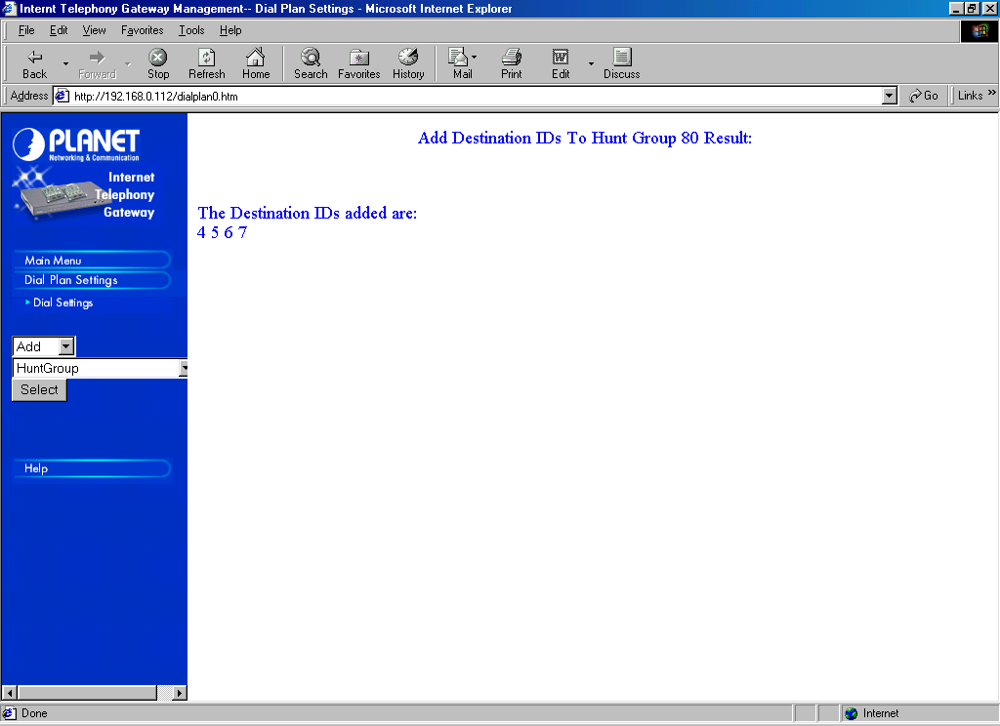 Internt Telephony Gateway Management-- Dial Plan Settings - Microsoft Internet Explorer
File Edit View Favorites Tools Help
Back Forward Stop Refresh Home Search Favorites History Mail Print Edit Discuss
Address http://192.168.0.112/dialplan0.htm Go Links »
PLANET
Networking & Communication
Internet
Telephony
Gateway
Main Menu
Dial Plan Settings
Dial Settings
Add
HuntGroup
Select
Help
Add Destination IDs To Hunt Group 80 Result:
The Destination IDs added are:
4 5 6 7
Done Internet